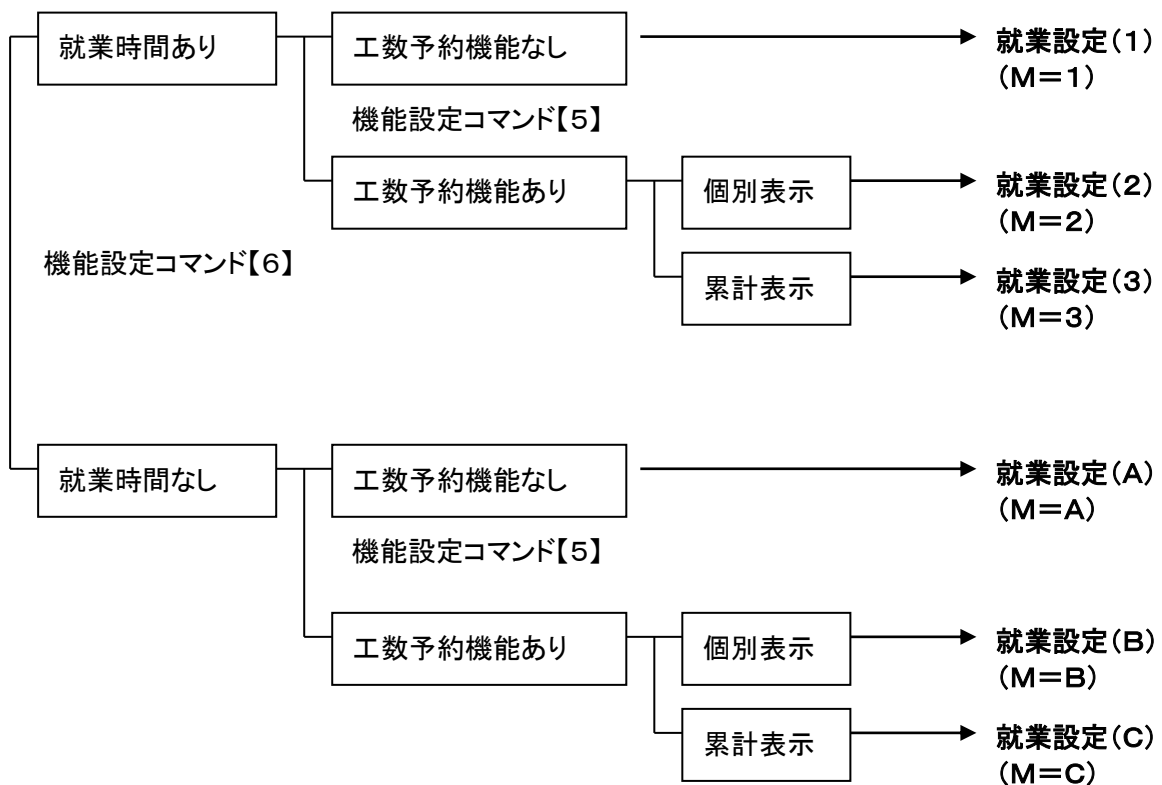 就業時間あり
工数予約機能なし
就業設定（１）
（Ｍ＝１）
機能設定コマンド【５】
工数予約機能あり
個別表示
就業設定（２）
（Ｍ＝２）
機能設定コマンド【６】
累計表示
就業設定（３）
（Ｍ＝３）
就業時間なし
工数予約機能なし
就業設定（Ａ）
（Ｍ＝Ａ）
機能設定コマンド【５】
工数予約機能あり
個別表示
就業設定（Ｂ）
（Ｍ＝Ｂ）
累計表示
就業設定（Ｃ）
（Ｍ＝Ｃ）